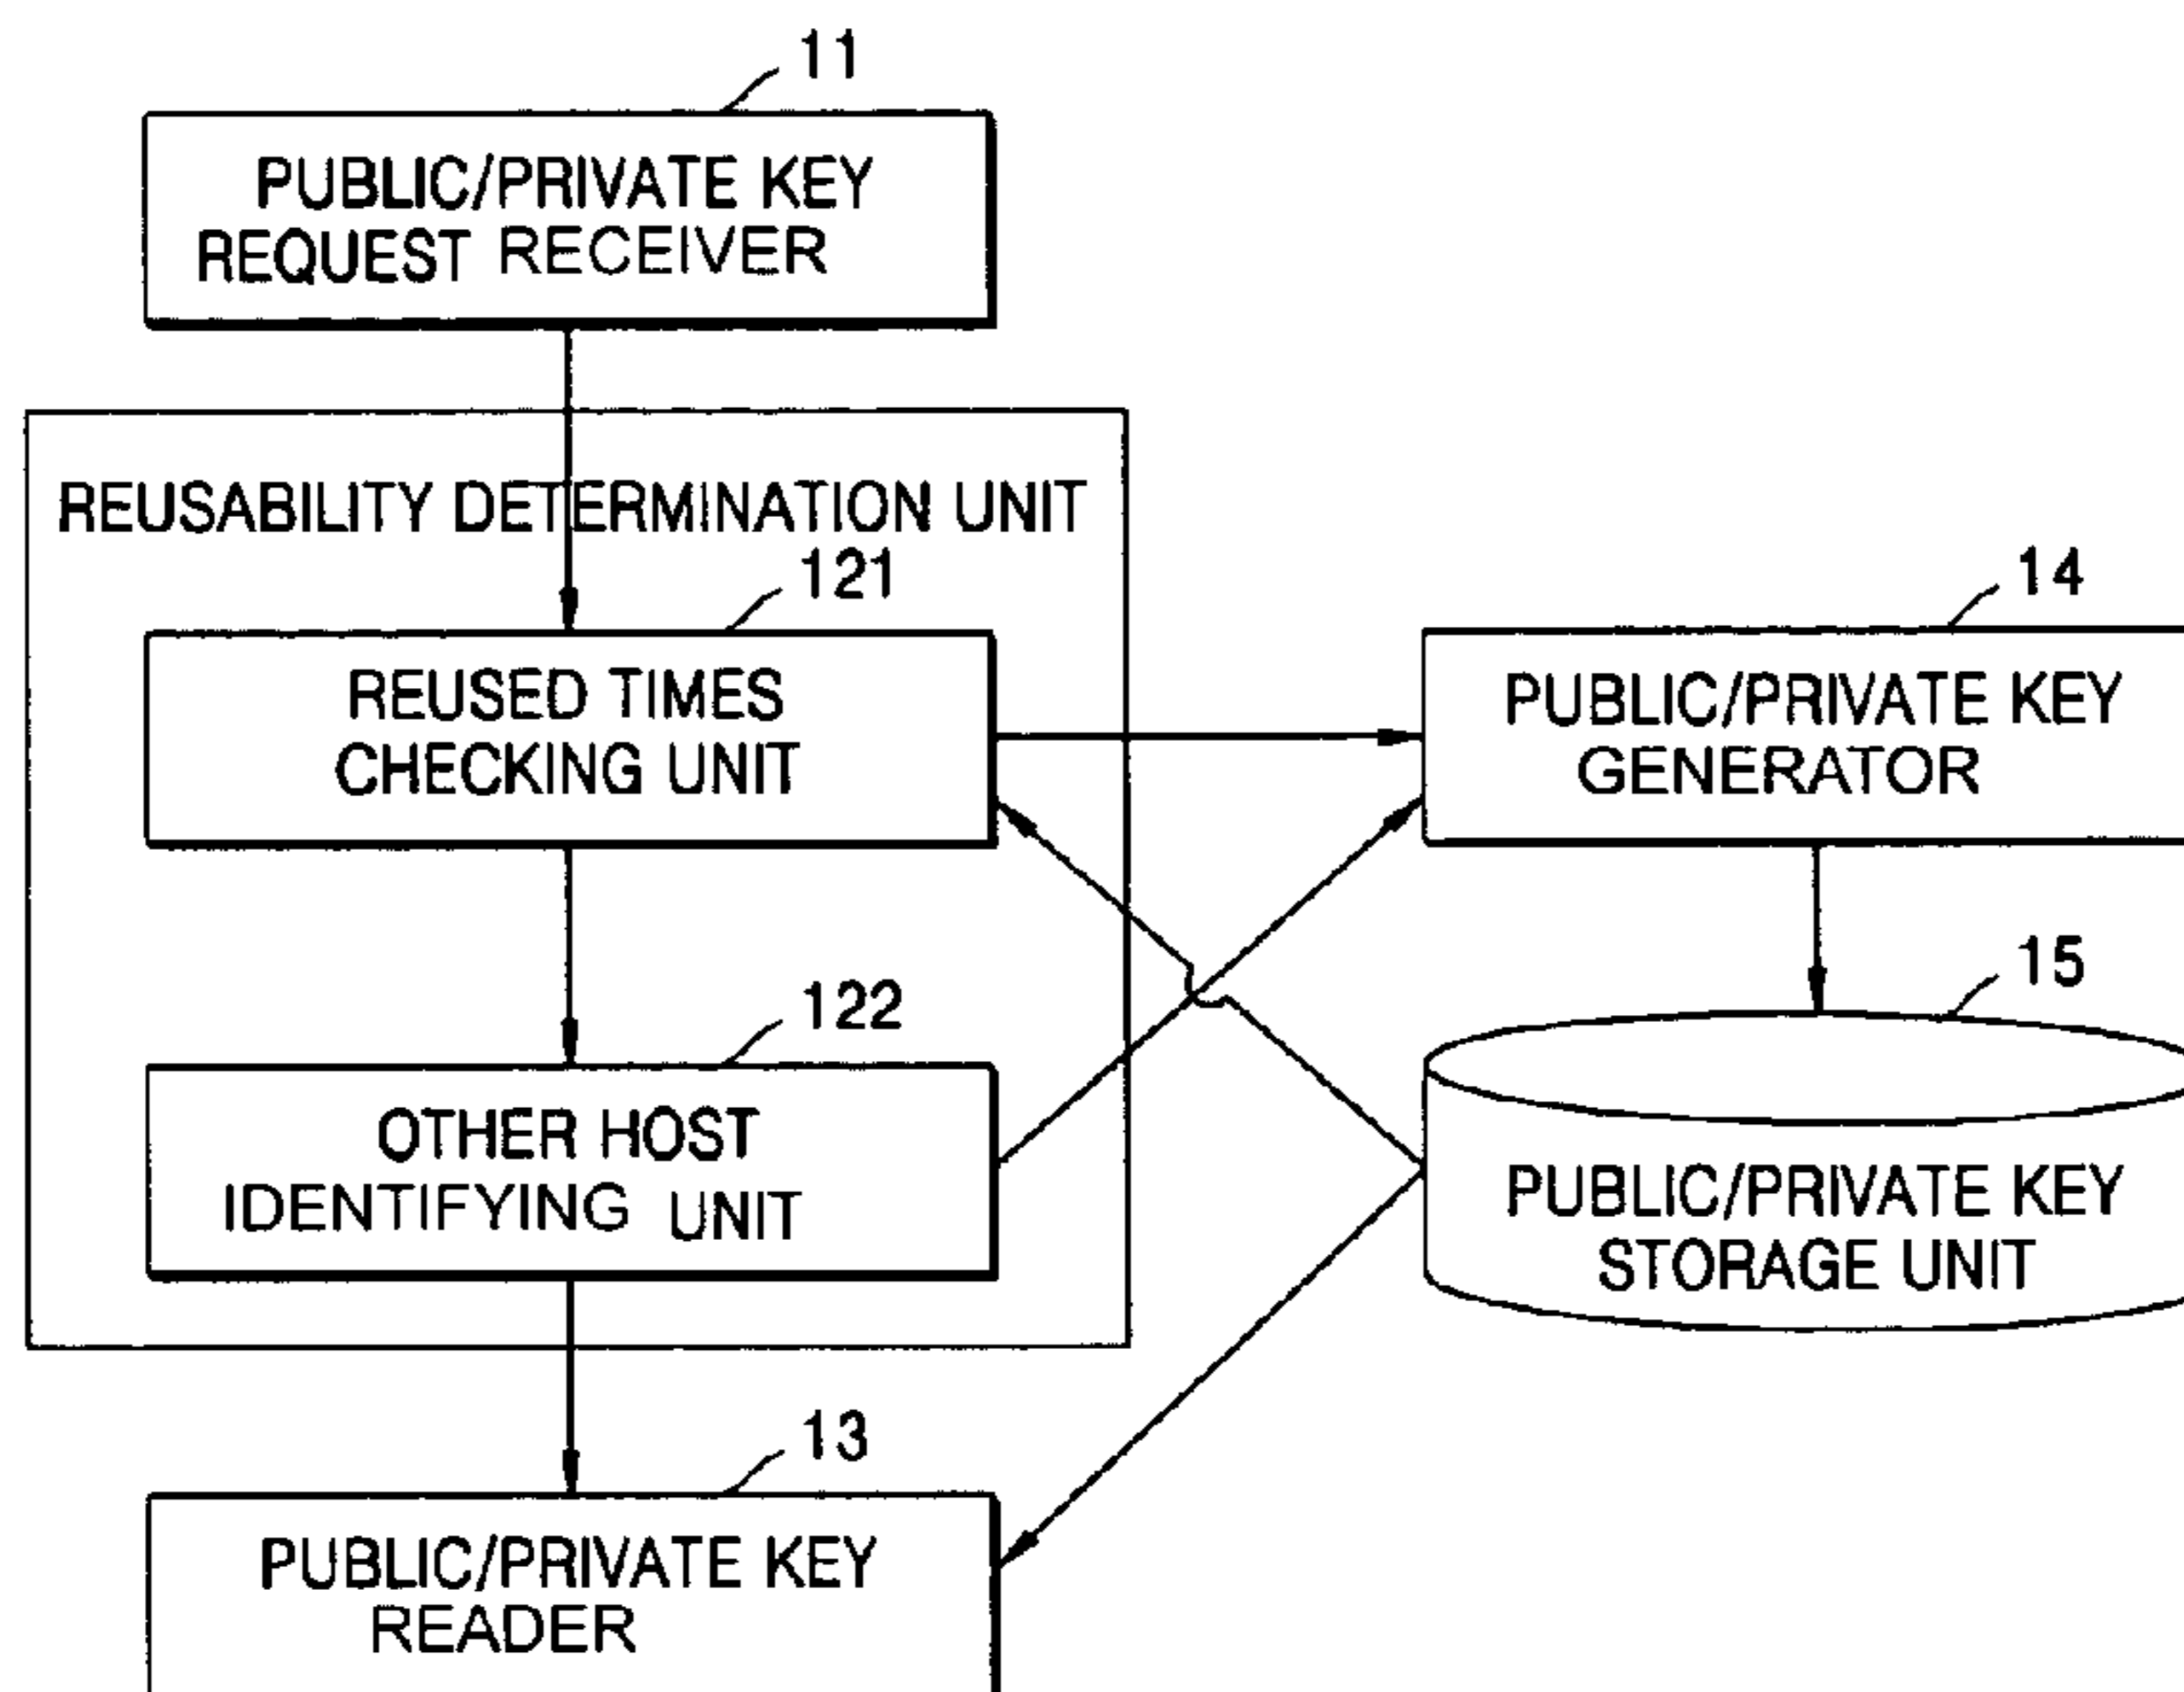 11
PUBLIC/PRIVATE KEY
REQUEST RECEIVER
REUSABILITY DETERMINATION UNIT
121
REUSED TIMES
CHECKING UNIT
14
PUBLIC/PRIVATE KEY
GENERATOR
122
OTHER HOST
IDENTIFYING UNIT
15
PUBLIC/PRIVATE KEY
STORAGE UNIT
13
PUBLIC/PRIVATE KEY
READER